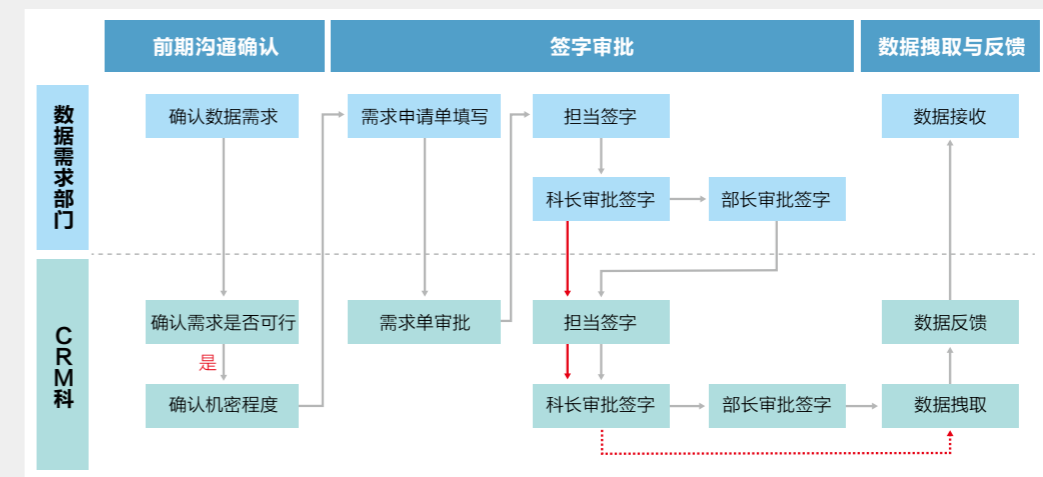 前期沟通确认
签字审批
数据拽取与反馈
数据需求部门
确认数据需求
需求申请单填写
担当签字
数据接收
科长审批签字
部长审批签字
CRM科
确认需求是否可行
需求单审批
担当签字
数据反馈
是
确认机密程度
科长审批签字
部长审批签字
数据拽取